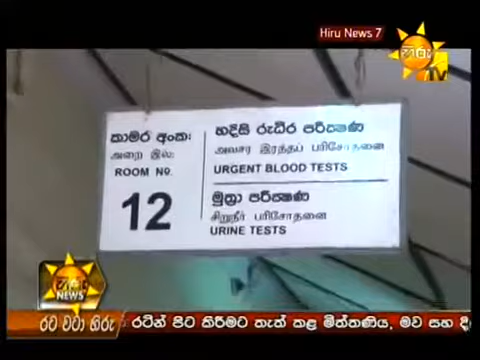 Hiru News 7
හිරු
tv
කාමර අංක:
அறை இல:
ROOM No.
12
හදිසි රුධිර පරීක්ෂණ
அவசர இரத்தப் பரிசோதனை
URGENT BLOOD TESTS
මුත්‍රා පරීක්ෂණ
சிறுநீர் பரிசோதனை
URINE TESTS
NEWS
රට වටා හිරු
රටින් පිට කිරීමට තැත් කළ මිත්තණිය, මව සහ දි